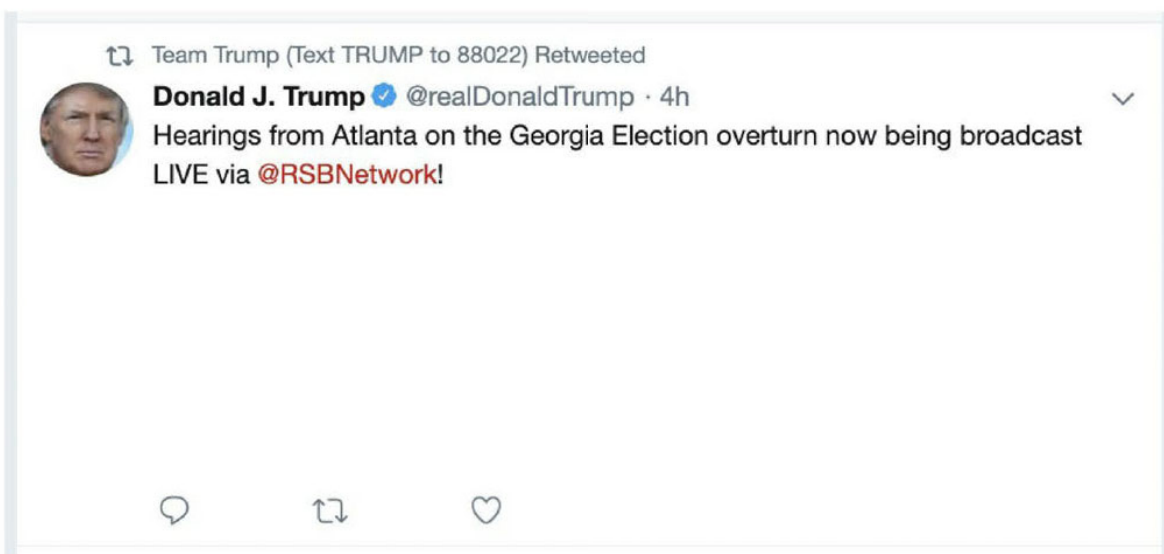 Team Trump (Text TRUMP to 88022) Retweeted
Donald J. Trump @realDonaldTrump · 4h
Hearings from Atlanta on the Georgia Election overturn now being broadcast
LIVE via @RSBNetwork!